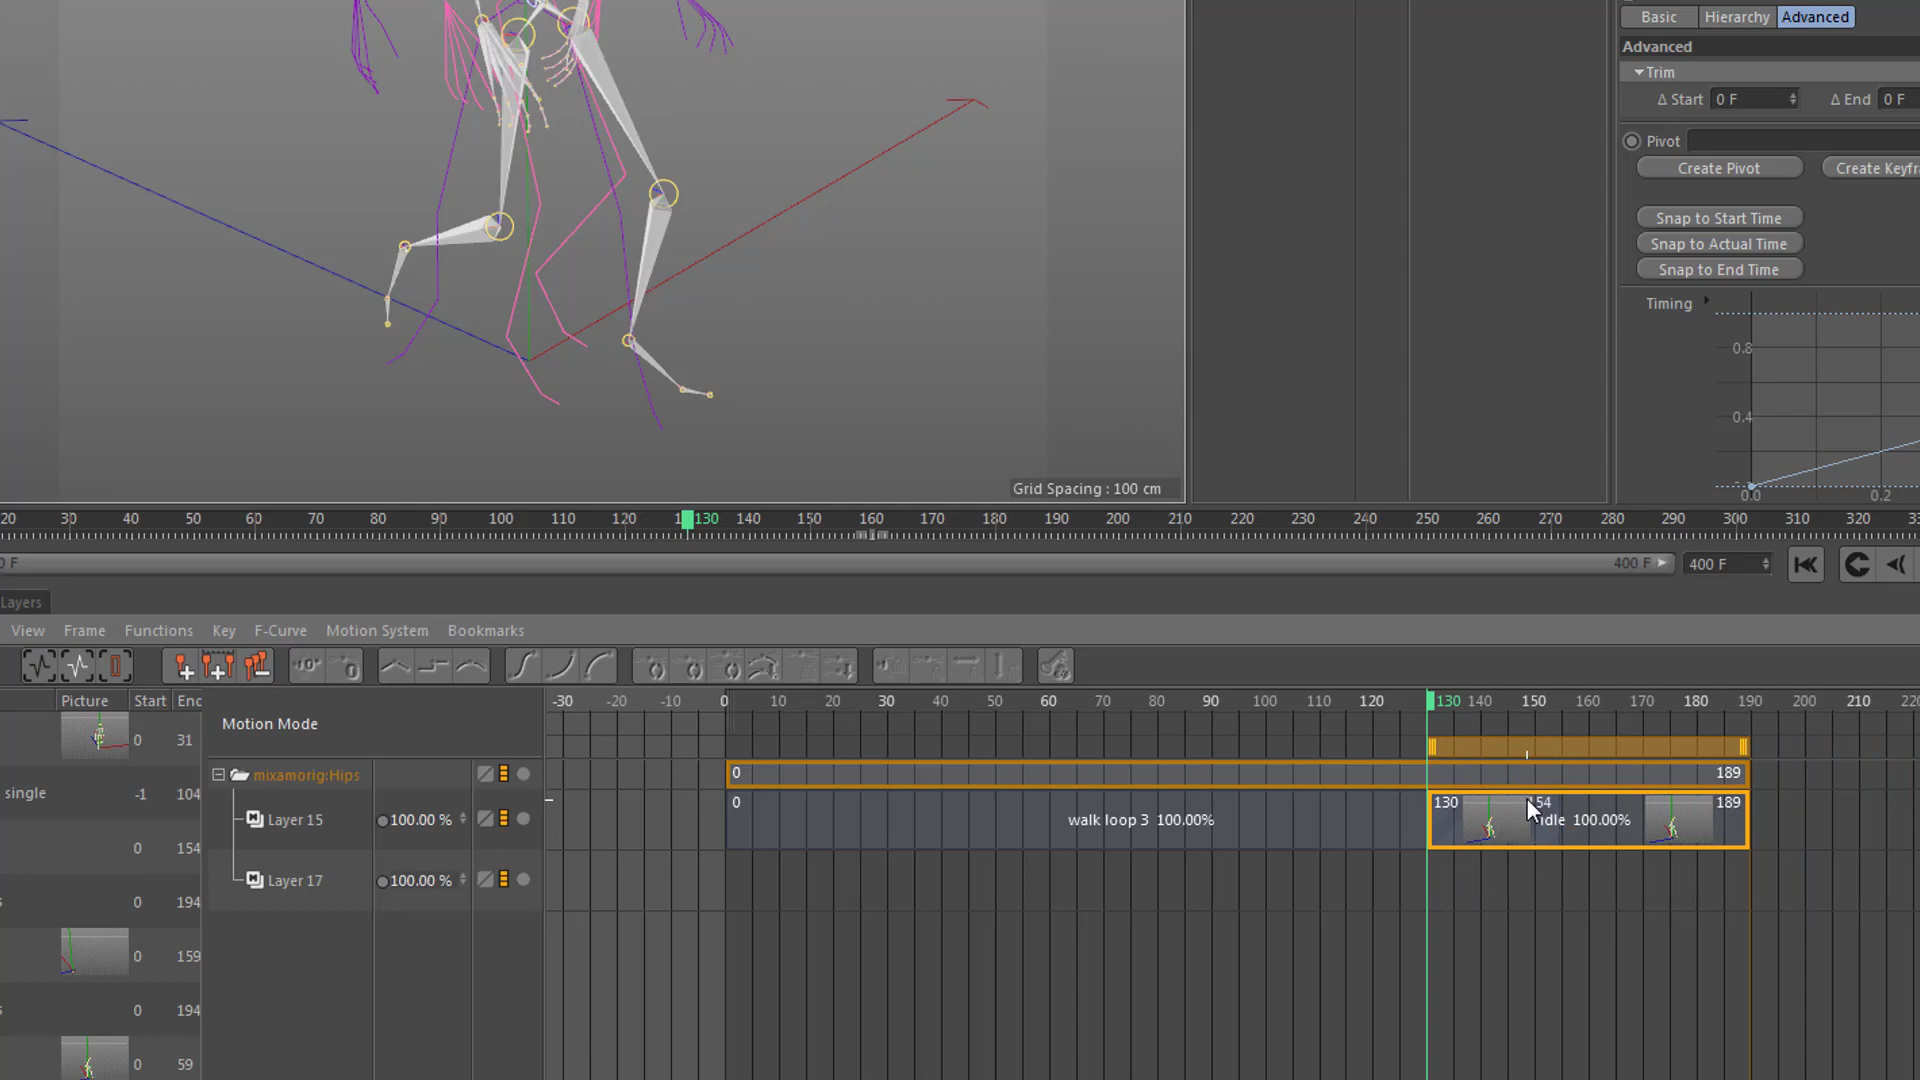 Basic Hierarchy Advanced
Advanced
Trim
Δ Start 0 F Δ End 0 F
Pivot
Create Pivot
Snap to Start Time
Snap to Actual Time
Snap to End Time
Timing
0.8
0.4
0.0 0.2
Grid Spacing : 100 cm
20 30 40 50 60 70 80 90 100 110 120 130 140 150 160 170 180 190 200 210 220 230 240 250 260 270 280 290 300 310 320
0 F 400 F 400 F
Layers
View Frame Functions Key F-Curve Motion System Bookmarks
Picture Start End
-30 -20 -10 0 10 20 30 40 50 60 70 80 90 100 110 120 130 140 150 160 170 180 190 200 210
Motion Mode
0 31
mixamorig:Hips 0 189
single -1 104
Layer 15 100.00 % 0 walk loop 3 100.00% 130 idle 100.00% 189
0 154
Layer 17 100.00 %
0 194
0 159
0 194
0 59